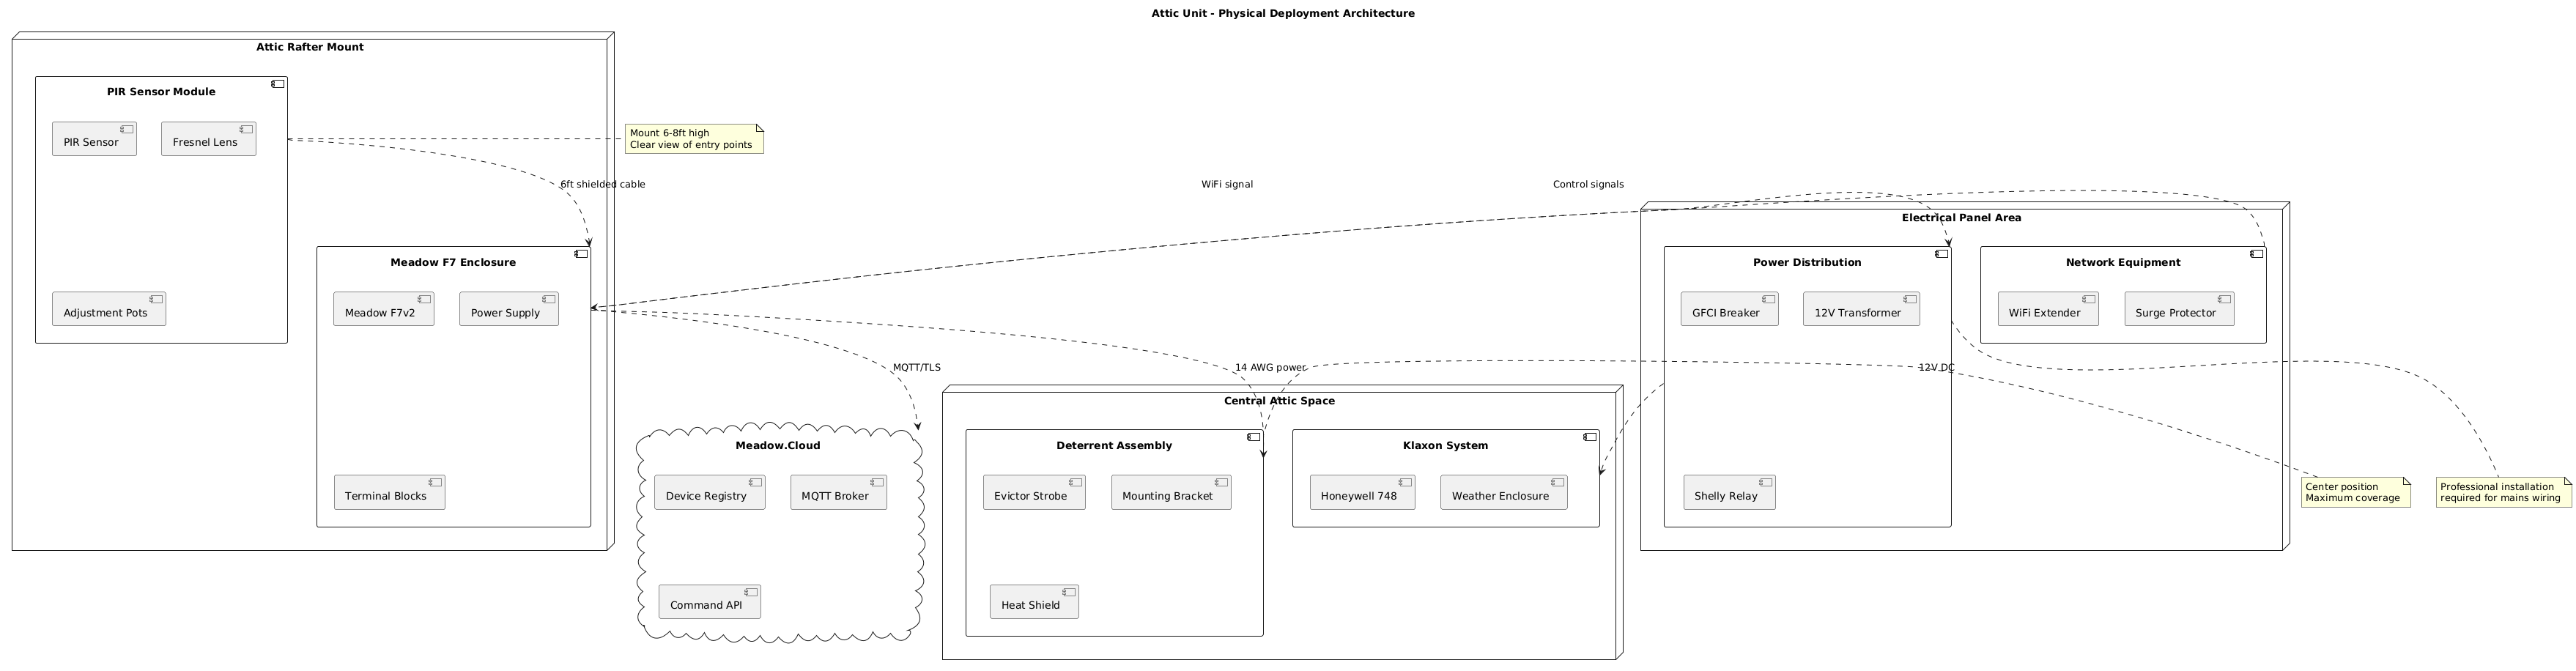 Attic Unit - Physical Deployment Architecture
Attic Rafter Mount
PIR Sensor Module
PIR Sensor
Fresnel Lens
Adjustment Pots
Mount 6-8ft high
Clear view of entry points
6ft shielded cable
WiFi signal
Control signals
Meadow F7 Enclosure
Meadow F7v2
Power Supply
Terminal Blocks
Electrical Panel Area
Power Distribution
GFCI Breaker
12V Transformer
Shelly Relay
Network Equipment
WiFi Extender
Surge Protector
MQTT/TLS
14 AWG power
12V DC
Meadow.Cloud
Device Registry
MQTT Broker
Command API
Central Attic Space
Deterrent Assembly
Evictor Strobe
Mounting Bracket
Heat Shield
Klaxon System
Honeywell 748
Weather Enclosure
Center position
Maximum coverage
Professional installation
required for mains wiring